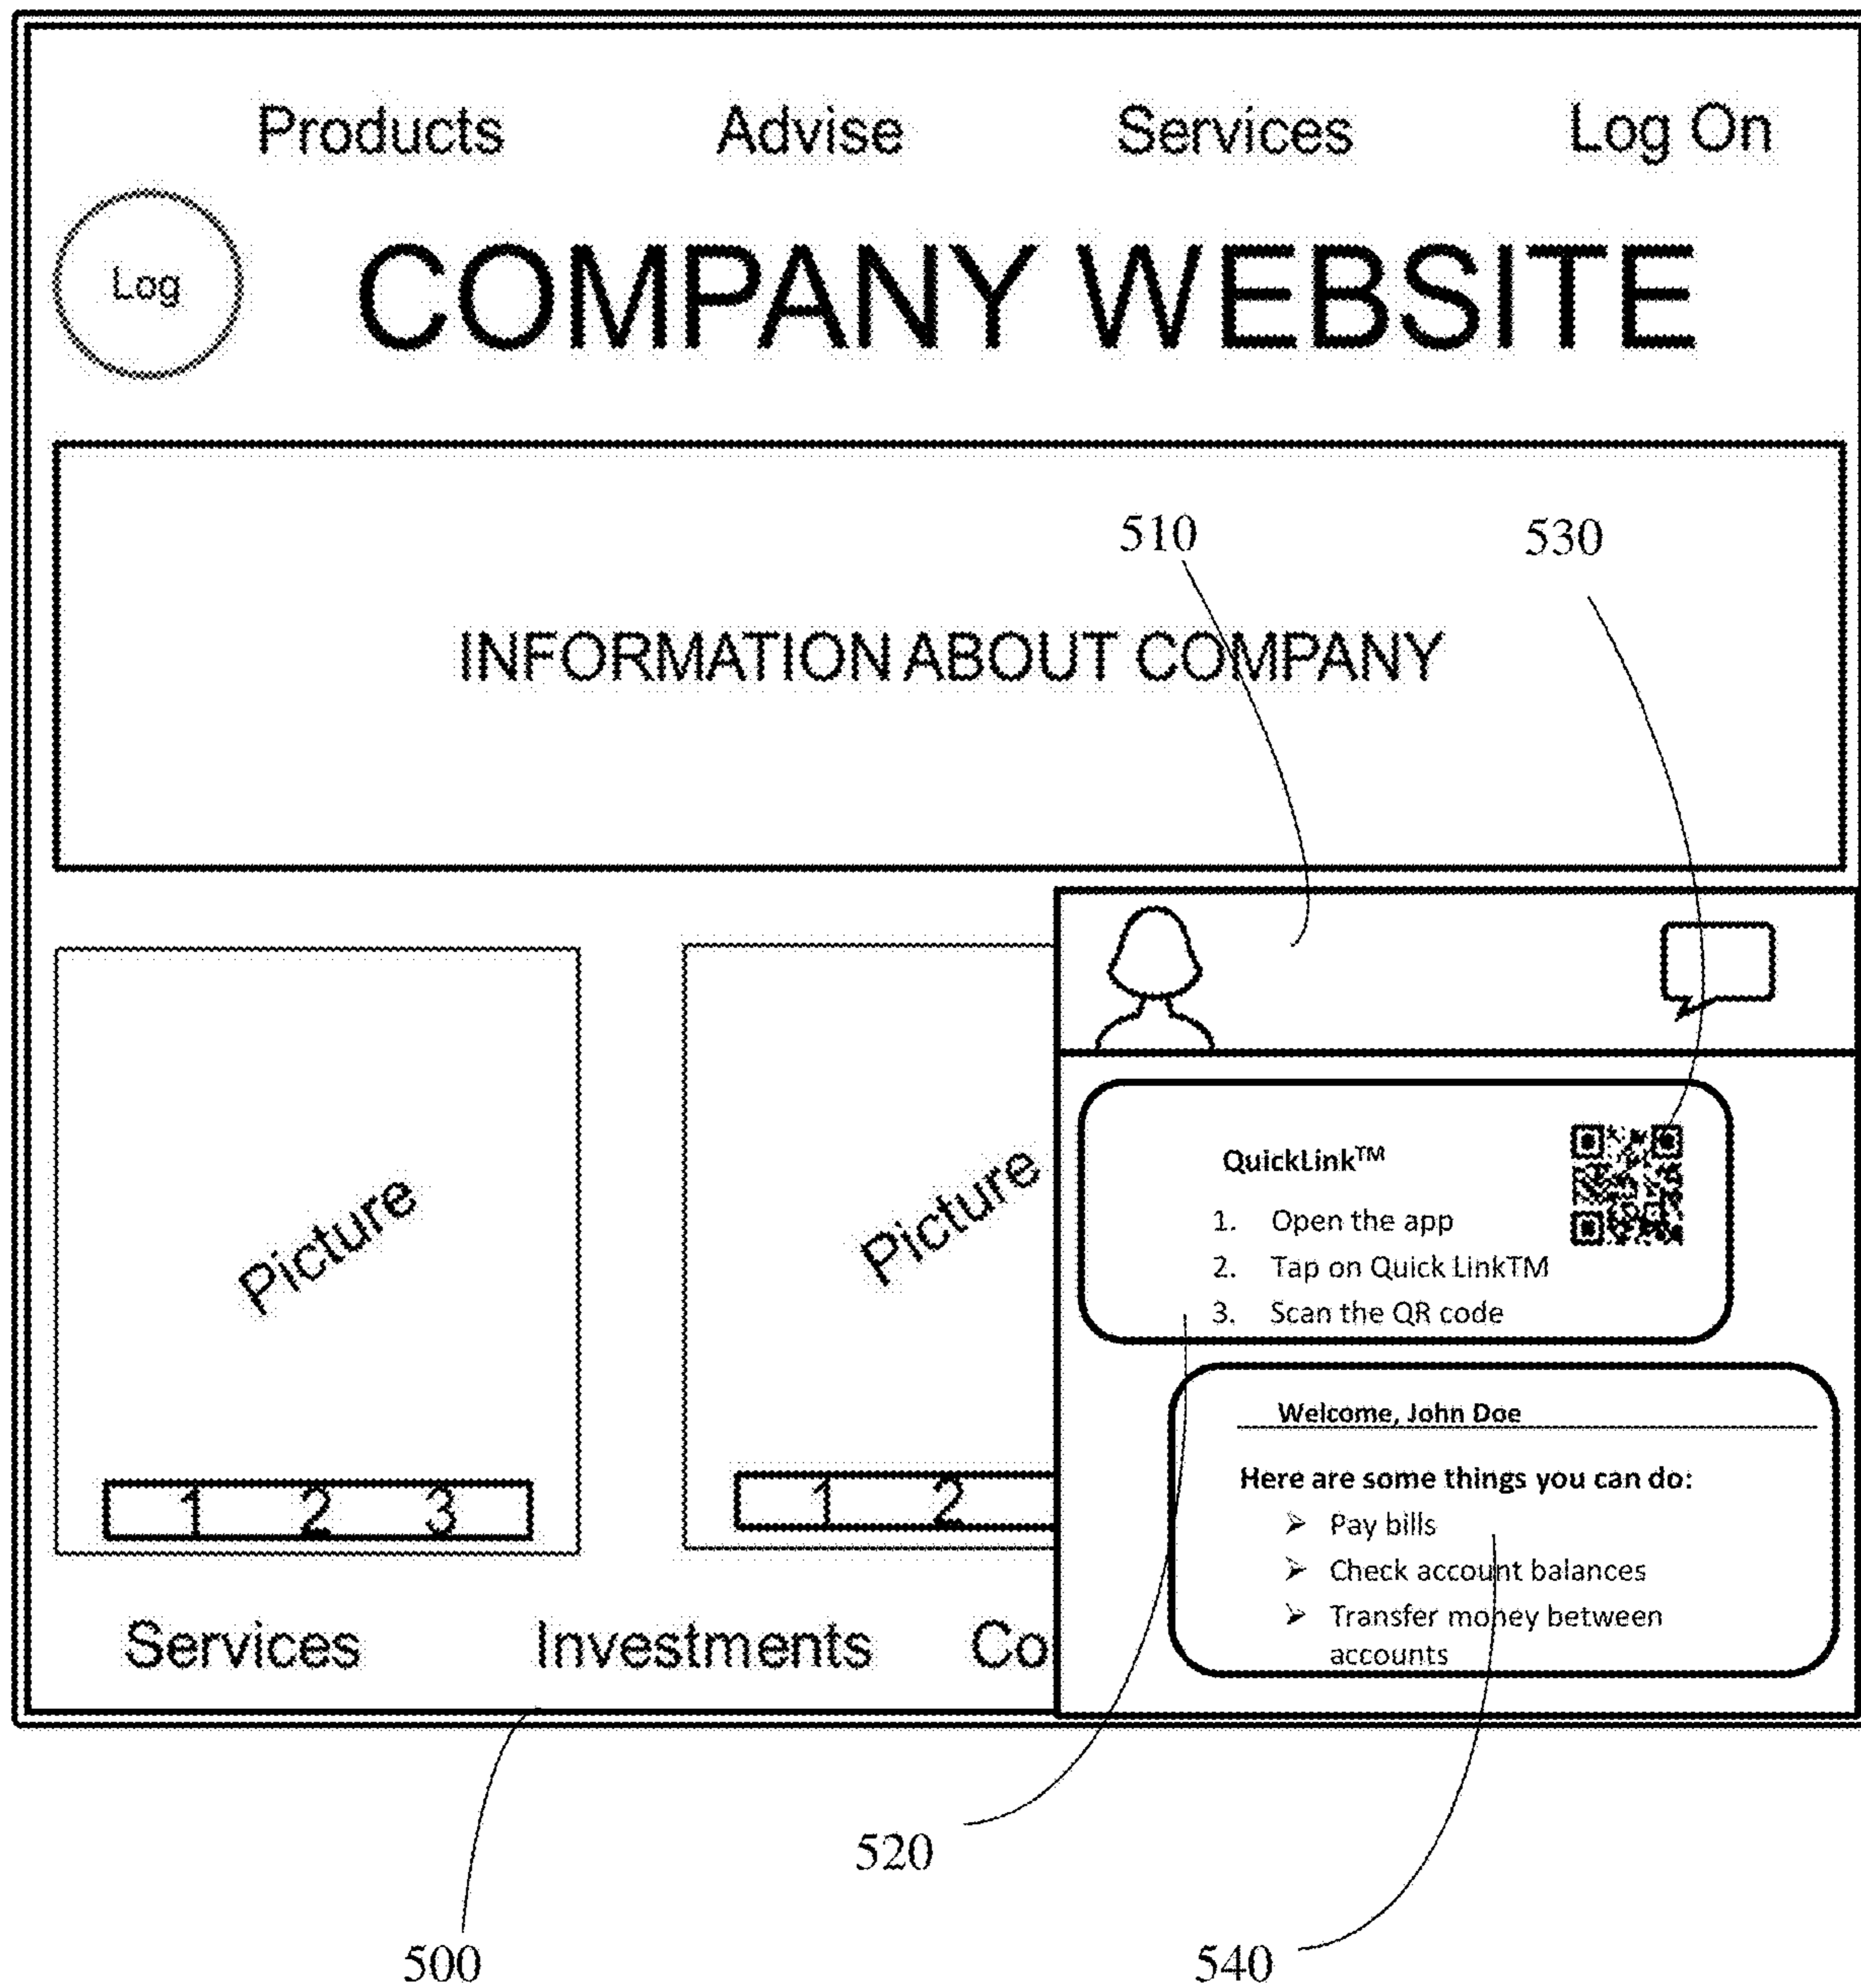 Products Advise Services Log On
Log COMPANY WEBSITE
510 530
INFORMATION ABOUT COMPANY
Picture
Picture
1 2 3
1 2
Services Investments Co
QuickLink™
1. Open the app
2. Tap on Quick LinkTM
3. Scan the QR code
Welcome, John Doe
Here are some things you can do:
➢ Pay bills
➢ Check account balances
➢ Transfer money between
accounts
520
500 540